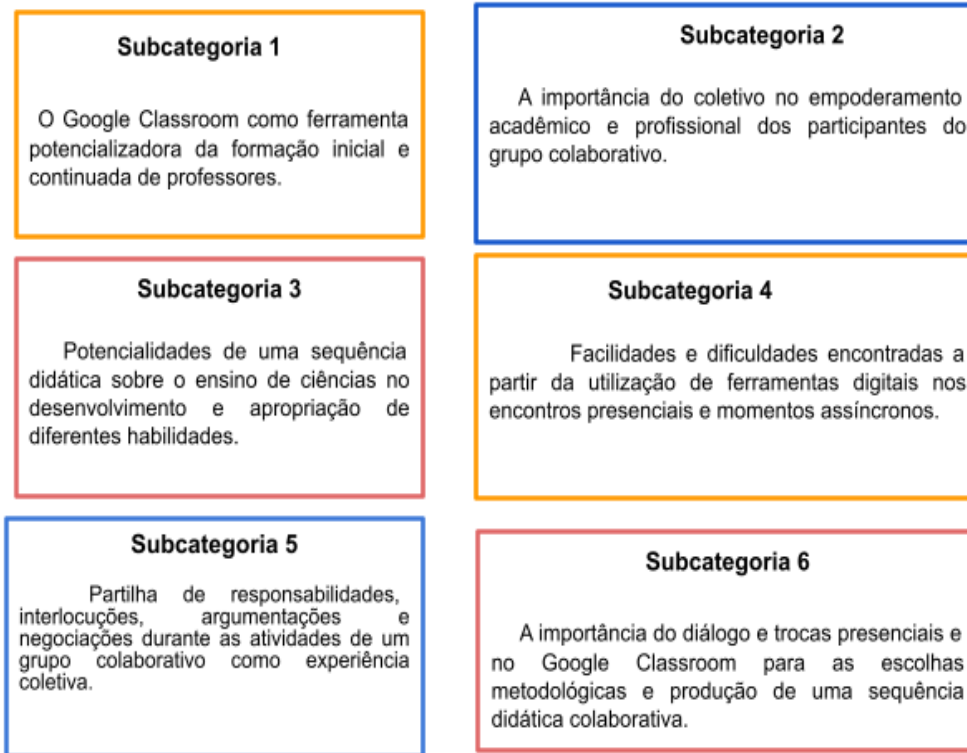 Subcategoria 1
O Google Classroom como ferramenta
potencializadora da formação inicial e
continuada de professores.
Subcategoria 2
A importância do coletivo no empoderamento
acadêmico e profissional dos participantes do
grupo colaborativo.
Subcategoria 3
Potencialidades de uma sequência
didática sobre o ensino de ciências no
desenvolvimento e apropriação de
diferentes habilidades.
Subcategoria 4
Facilidades e dificuldades encontradas a
partir da utilização de ferramentas digitais nos
encontros presenciais e momentos assíncronos.
Subcategoria 5
Partilha de responsabilidades,
interlocuções, argumentações e
negociações durante as atividades de um
grupo colaborativo como experiência
coletiva.
Subcategoria 6
A importância do diálogo e trocas presenciais e
no Google Classroom para as escolhas
metodológicas e produção de uma sequência
didática colaborativa.